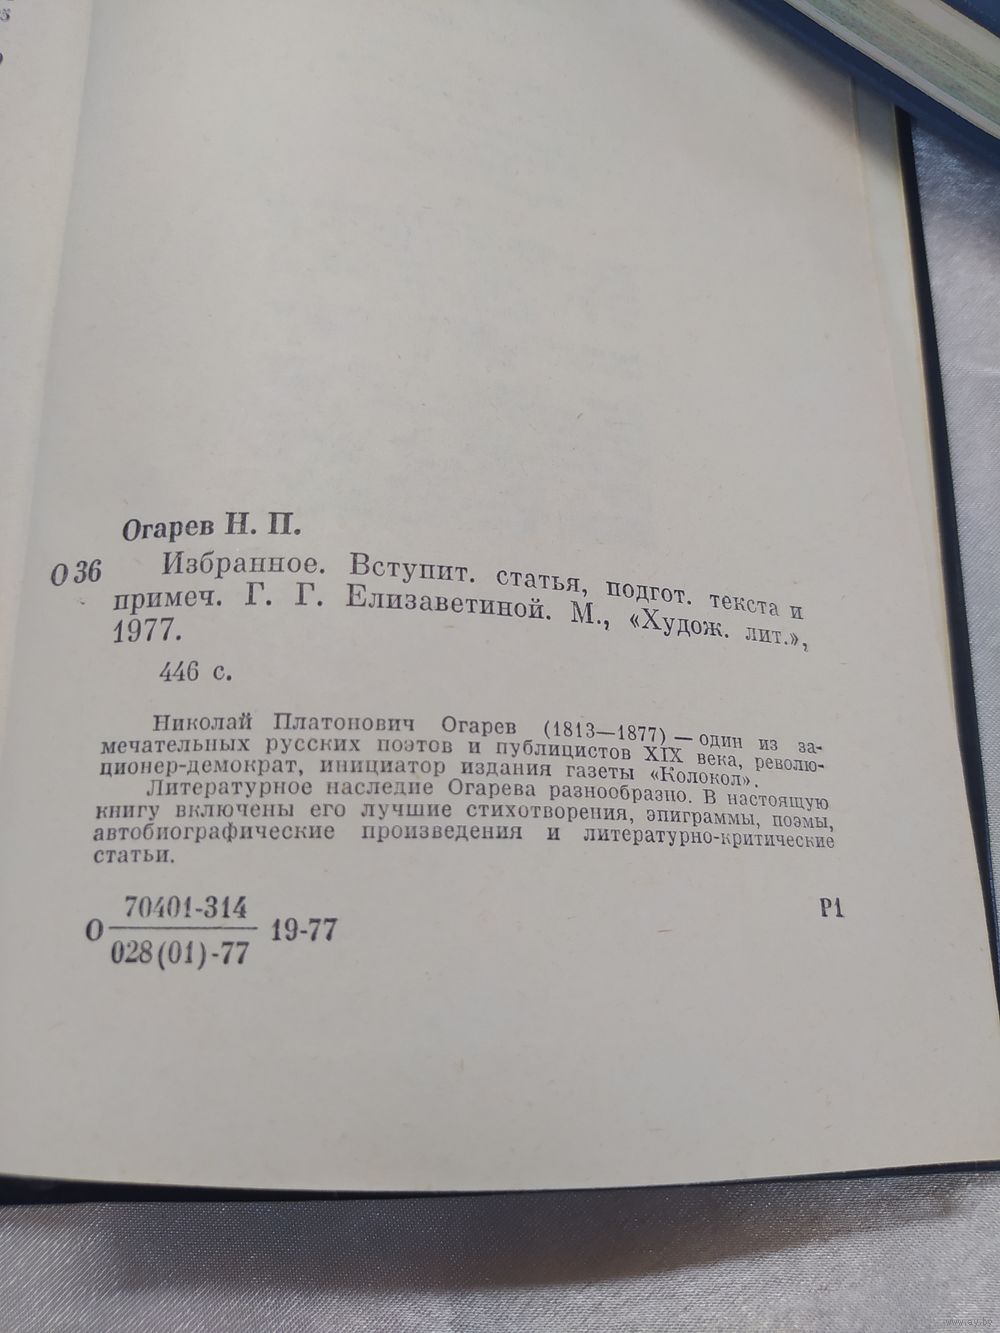 Огарев Н. П.
О 36 Избранное. Вступит. статья, подгот. текста и
примеч. Г. Г. Елизаветиной. М., «Худож. лит.»,
1977.
446 с.
Николай Платонович Огарев (1813—1877) — один из за-
мечательных русских поэтов и публицистов XIX века, револю-
ционер-демократ, инициатор издания газеты «Колокол».
Литературное наследие Огарева разнообразно. В настоящую
книгу включены его лучшие стихотворения, эпиграммы, поэмы,
автобиографические произведения и литературно-критические
статьи.
70401-314
О 19-77
028(01)-77
Р1
www.ay.by